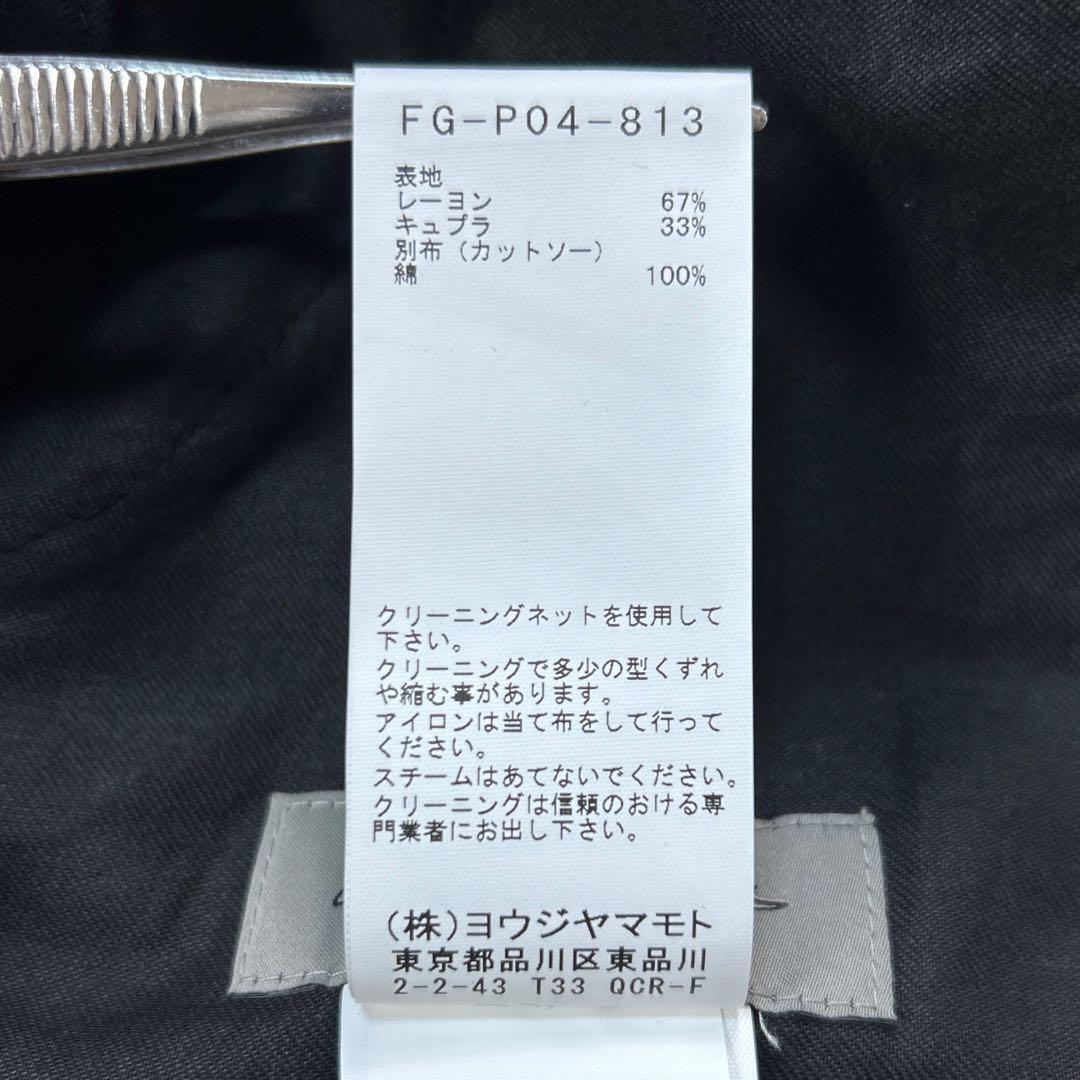 FG-P04-813
表地
レーヨン 67%
キュプラ 33%
別布（カットソー）
綿 100%
クリーニングネットを使用して
下さい。
クリーニングで多少の型くずれ
や縮む事があります。
アイロンは当て布をして行って
ください。
スチームはあてないでください。
クリーニングは信頼のおける専
門業者にお出し下さい。
(株)ヨウジヤマモト
東京都品川区東品川
2-2-43 T33 QCR-F